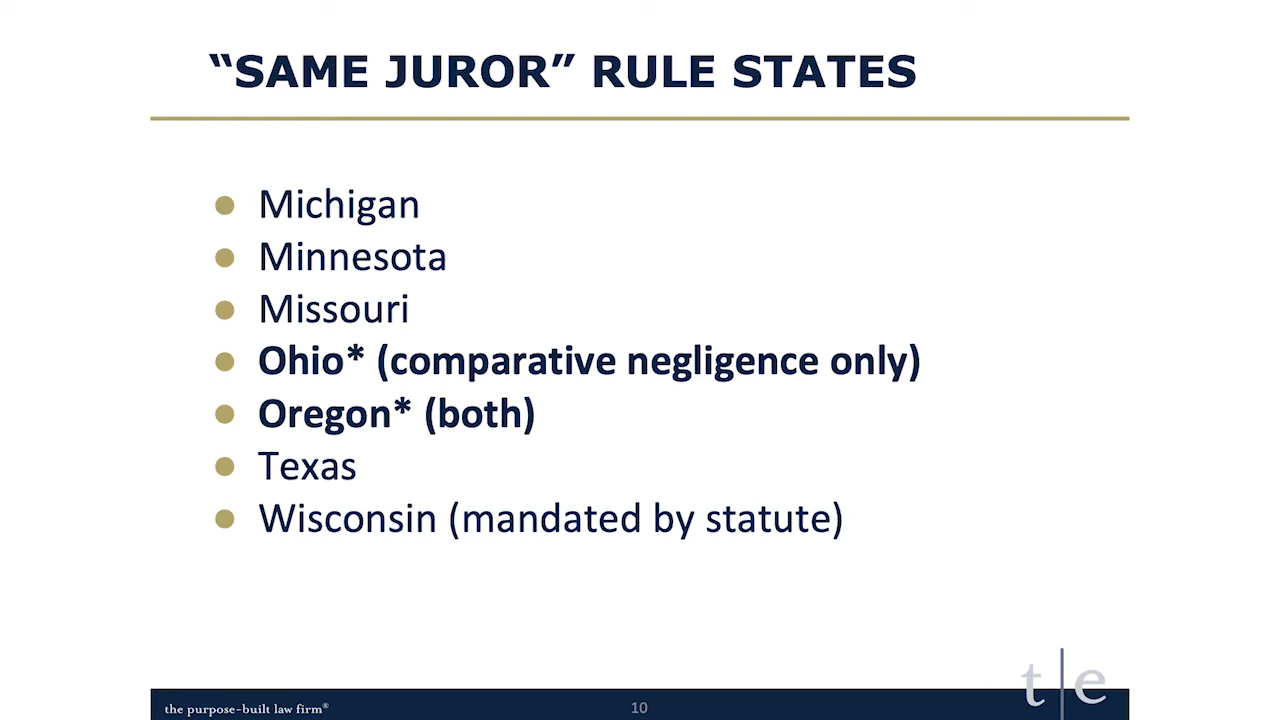 “SAME JUROR” RULE STATES
● Michigan
● Minnesota
● Missouri
● Ohio* (comparative negligence only)
● Oregon* (both)
● Texas
● Wisconsin (mandated by statute)
the purpose-built law firm®
10
t|e